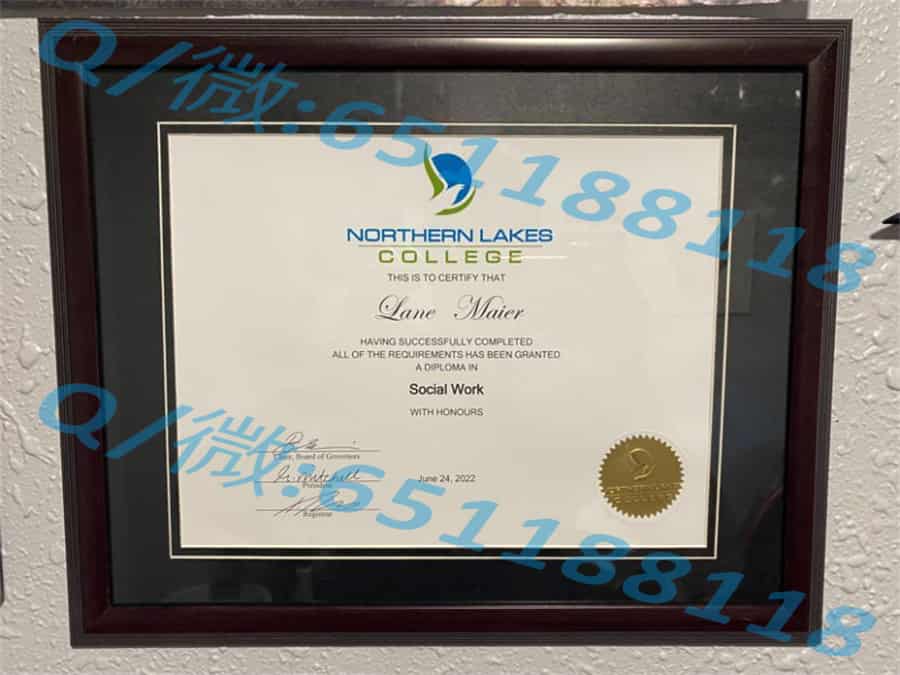 Q/微:651188118
NORTHERN LAKES
COLLEGE
THIS IS TO CERTIFY THAT
Lane Maier
HAVING SUCCESSFULLY COMPLETED
ALL OF THE REQUIREMENTS HAS BEEN GRANTED
A DIPLOMA IN
Social Work
WITH HONOURS
Chair, Board of Governors
President
June 24, 2022
Registrar
COLLEGE
Q/微:651188118